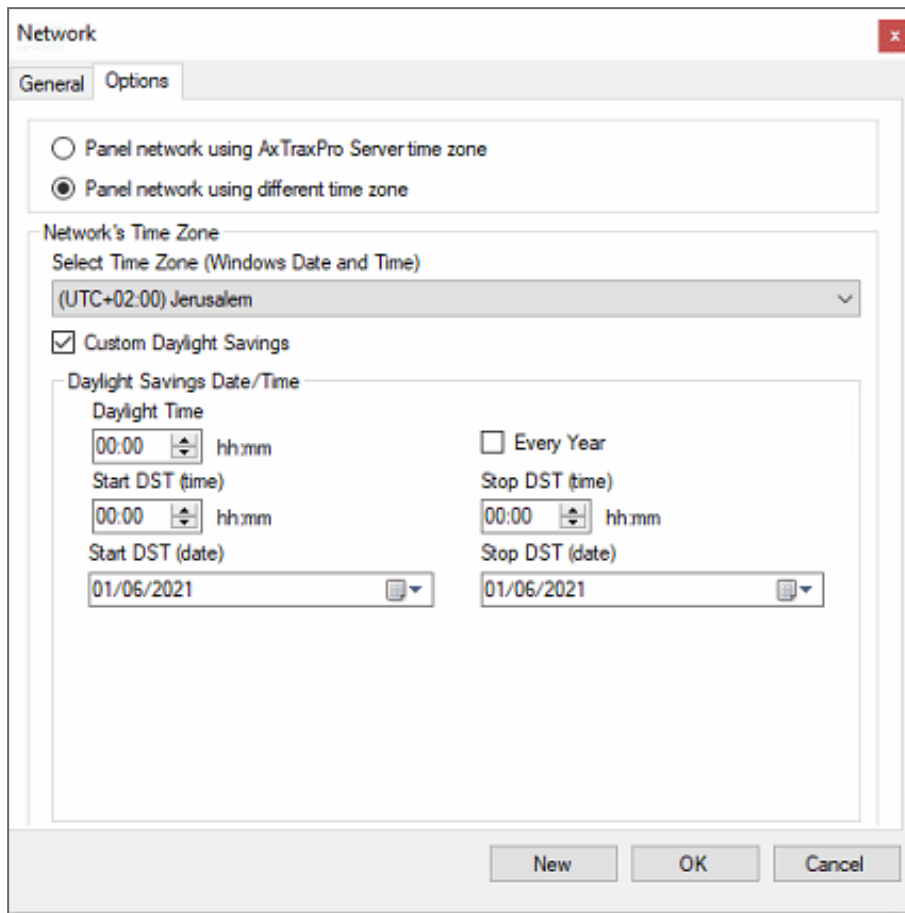 Network
General Options
Panel network using AxTraxPro Server time zone
Panel network using different time zone
Network's Time Zone
Select Time Zone (Windows Date and Time)
(UTC+02:00) Jerusalem
Custom Daylight Savings
Daylight Savings Date/Time
Daylight Time
00:00 hh:mm Every Year
Start DST (time) Stop DST (time)
00:00 hh:mm 00:00 hh:mm
Start DST (date) Stop DST (date)
01/06/2021 01/06/2021
New OK Cancel